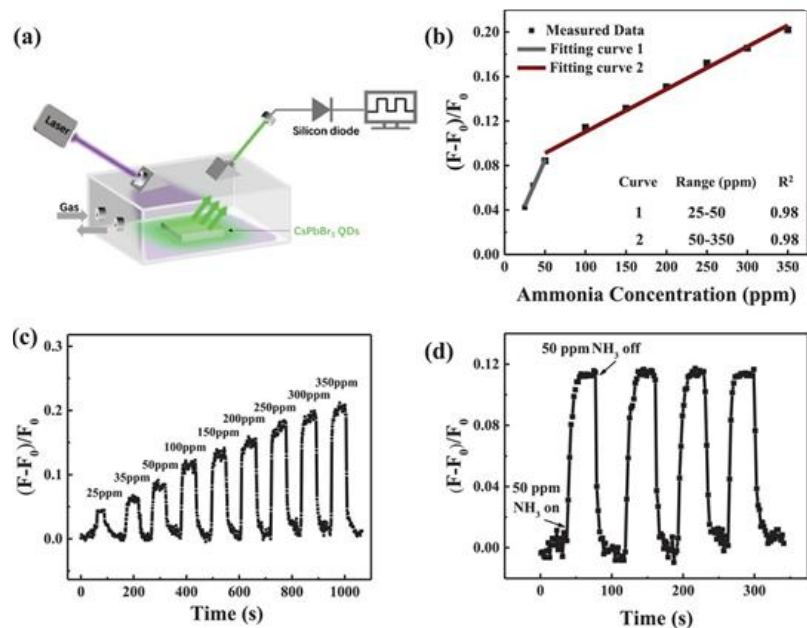 (a)
Laser
Silicon diode
Gas
CsPbBr₃ QDs
(b)
(F-F₀)/F₀
0.20
0.16
0.12
0.08
0.04
0.00
Measured Data
Fitting curve 1
Fitting curve 2
Curve Range (ppm) R²
1 25-50 0.98
2 50-350 0.98
0 50 100 150 200 250 300 350
Ammonia Concentration (ppm)
(c)
(F-F₀)/F₀
0.3
0.2
0.1
0.0
25ppm
35ppm
50ppm
100ppm
150ppm
200ppm
250ppm
300ppm
350ppm
0 200 400 600 800 1000
Time (s)
(d)
(F-F₀)/F₀
0.12
0.08
0.04
0.00
50 ppm NH₃ off
50 ppm
NH₃ on
0 100 200 300
Time (s)